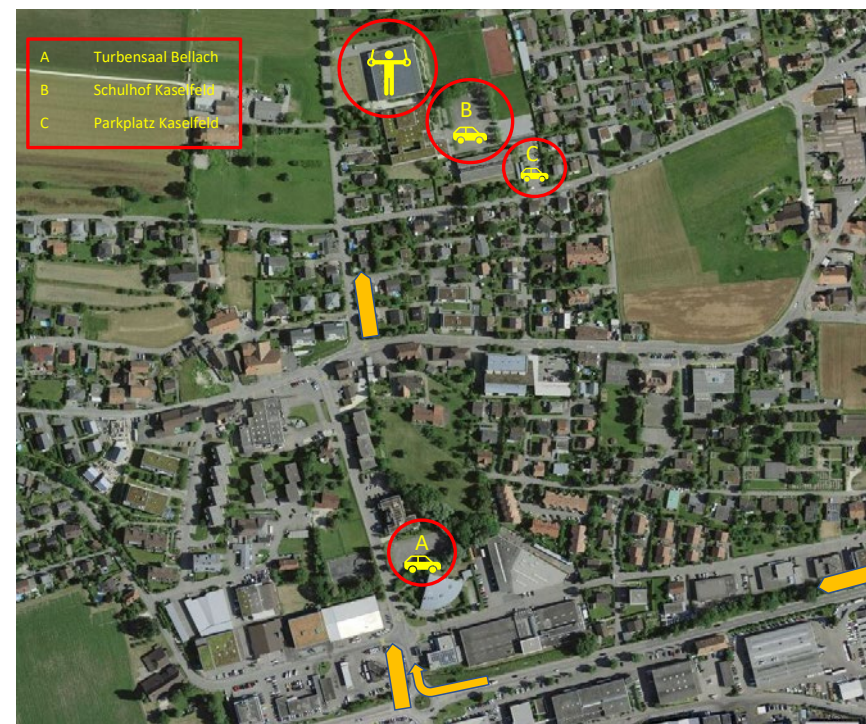 A Turbensaal Bellach
B Schulhof Kaselfeld
C Parkplatz Kaselfeld
B
C
A